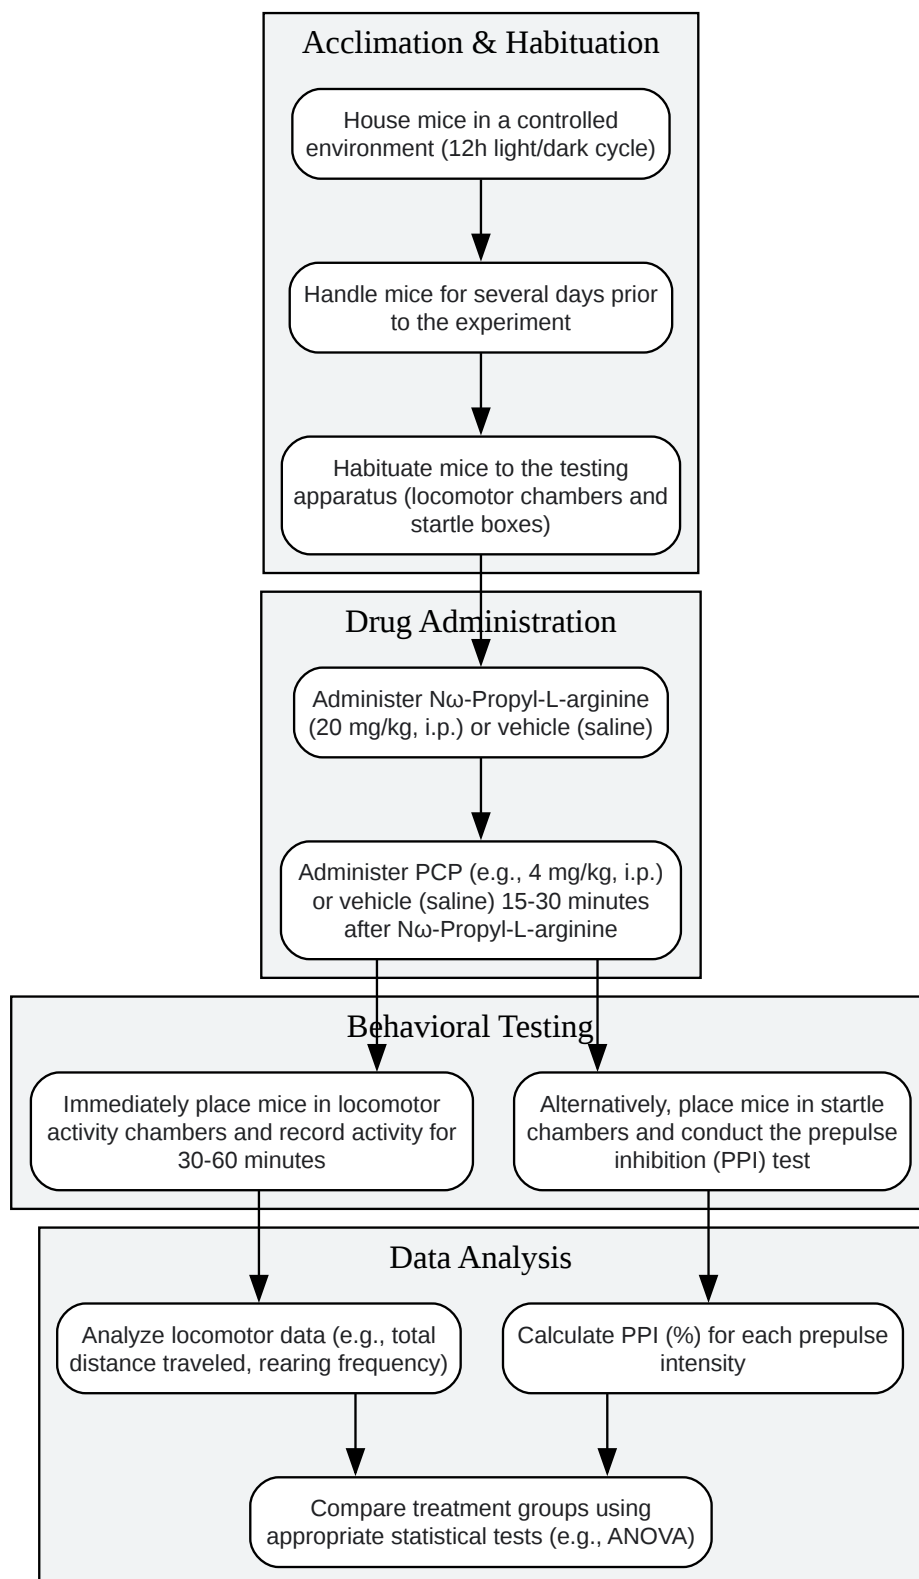 Acclimation & Habituation
House mice in a controlled
environment (12h light/dark cycle)
Handle mice for several days prior
to the experiment
Habituate mice to the testing
apparatus (locomotor chambers and
startle boxes)
Drug Administration
Administer Nω-Propyl-L-arginine
(20 mg/kg, i.p.) or vehicle (saline)
Administer PCP (e.g., 4 mg/kg, i.p.)
or vehicle (saline) 15-30 minutes
after Nω-Propyl-L-arginine
Behavioral Testing
Immediately place mice in locomotor
activity chambers and record activity for
30-60 minutes
Alternatively, place mice in startle
chambers and conduct the prepulse
inhibition (PPI) test
Data Analysis
Analyze locomotor data (e.g., total
distance traveled, rearing frequency)
Calculate PPI (%) for each prepulse
intensity
Compare treatment groups using
appropriate statistical tests (e.g., ANOVA)